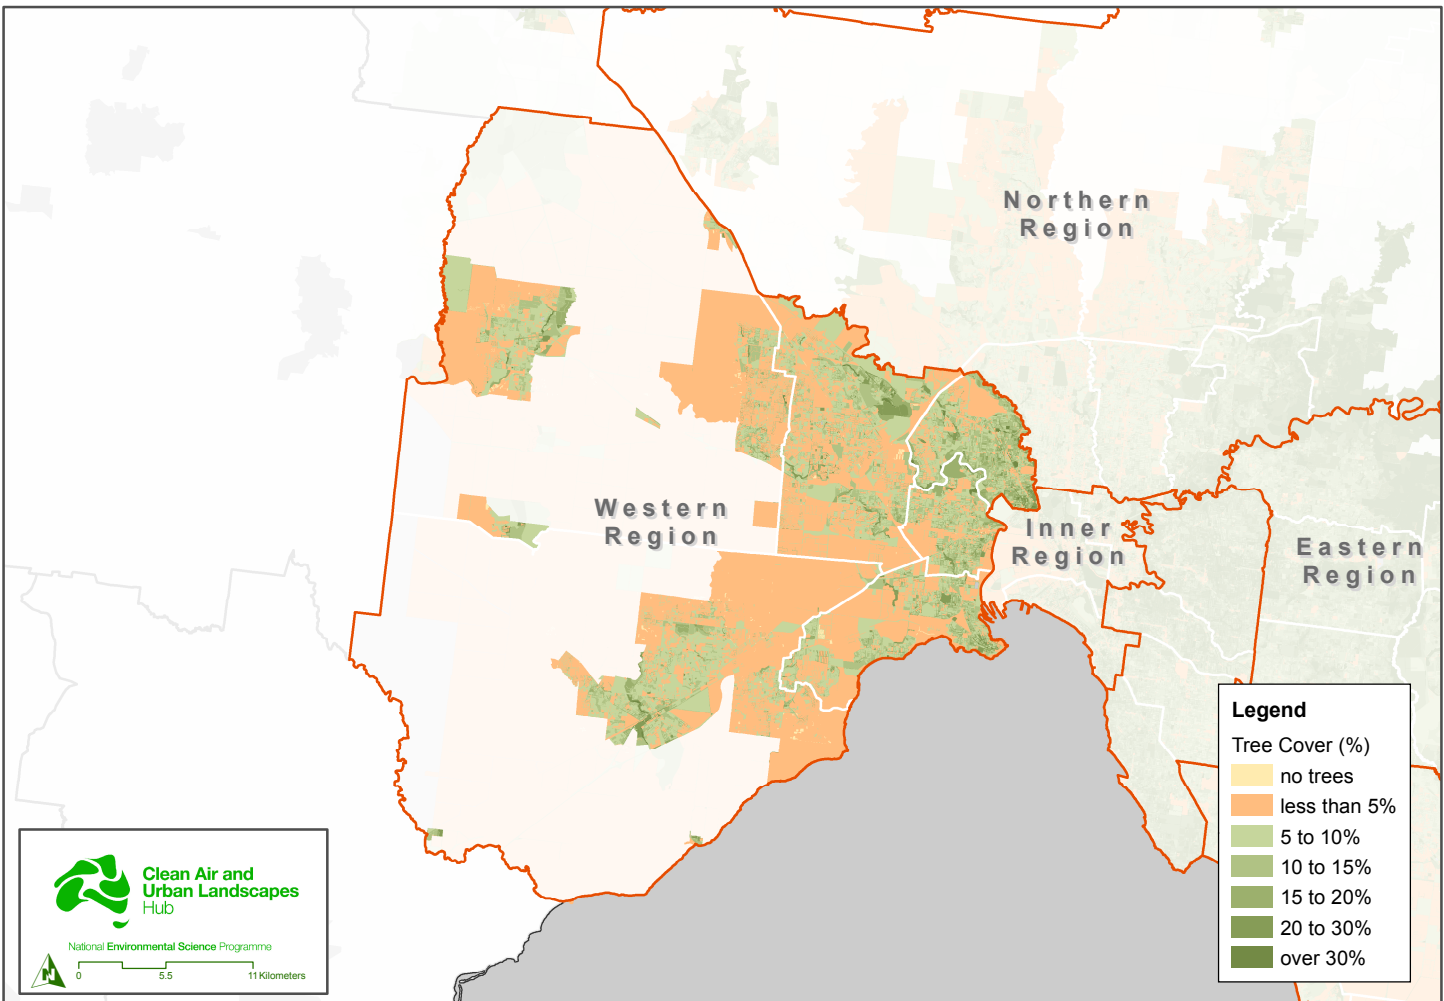 Northern
Region
Western
Region
Inner
Region
Eastern
Region
Legend
Tree Cover (%)
no trees
less than 5%
5 to 10%
10 to 15%
15 to 20%
20 to 30%
over 30%
Clean Air and
Urban Landscapes
Hub
National Environmental Science Programme
N
0 5.5 11 Kilometers